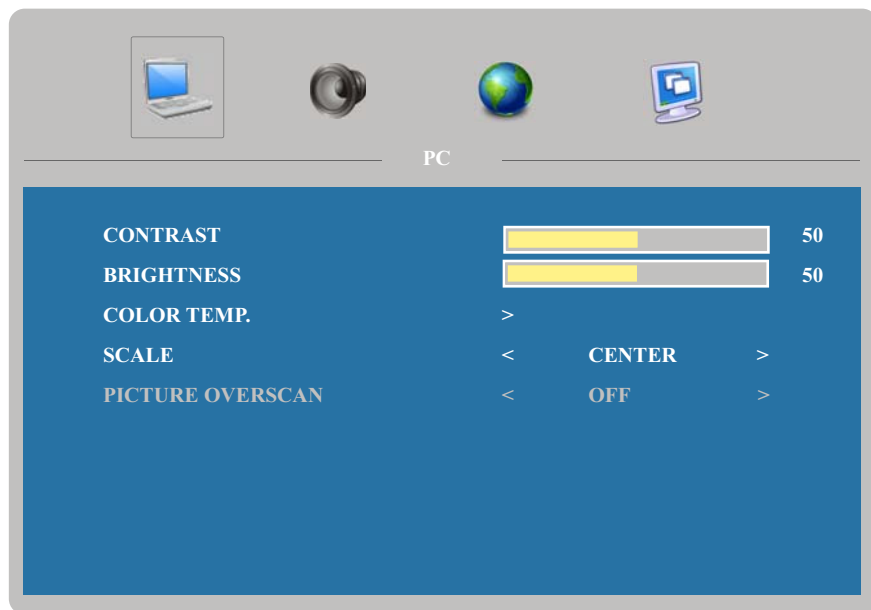 PC
CONTRAST 50
BRIGHTNESS 50
COLOR TEMP. >
SCALE < CENTER >
PICTURE OVERSCAN < OFF >